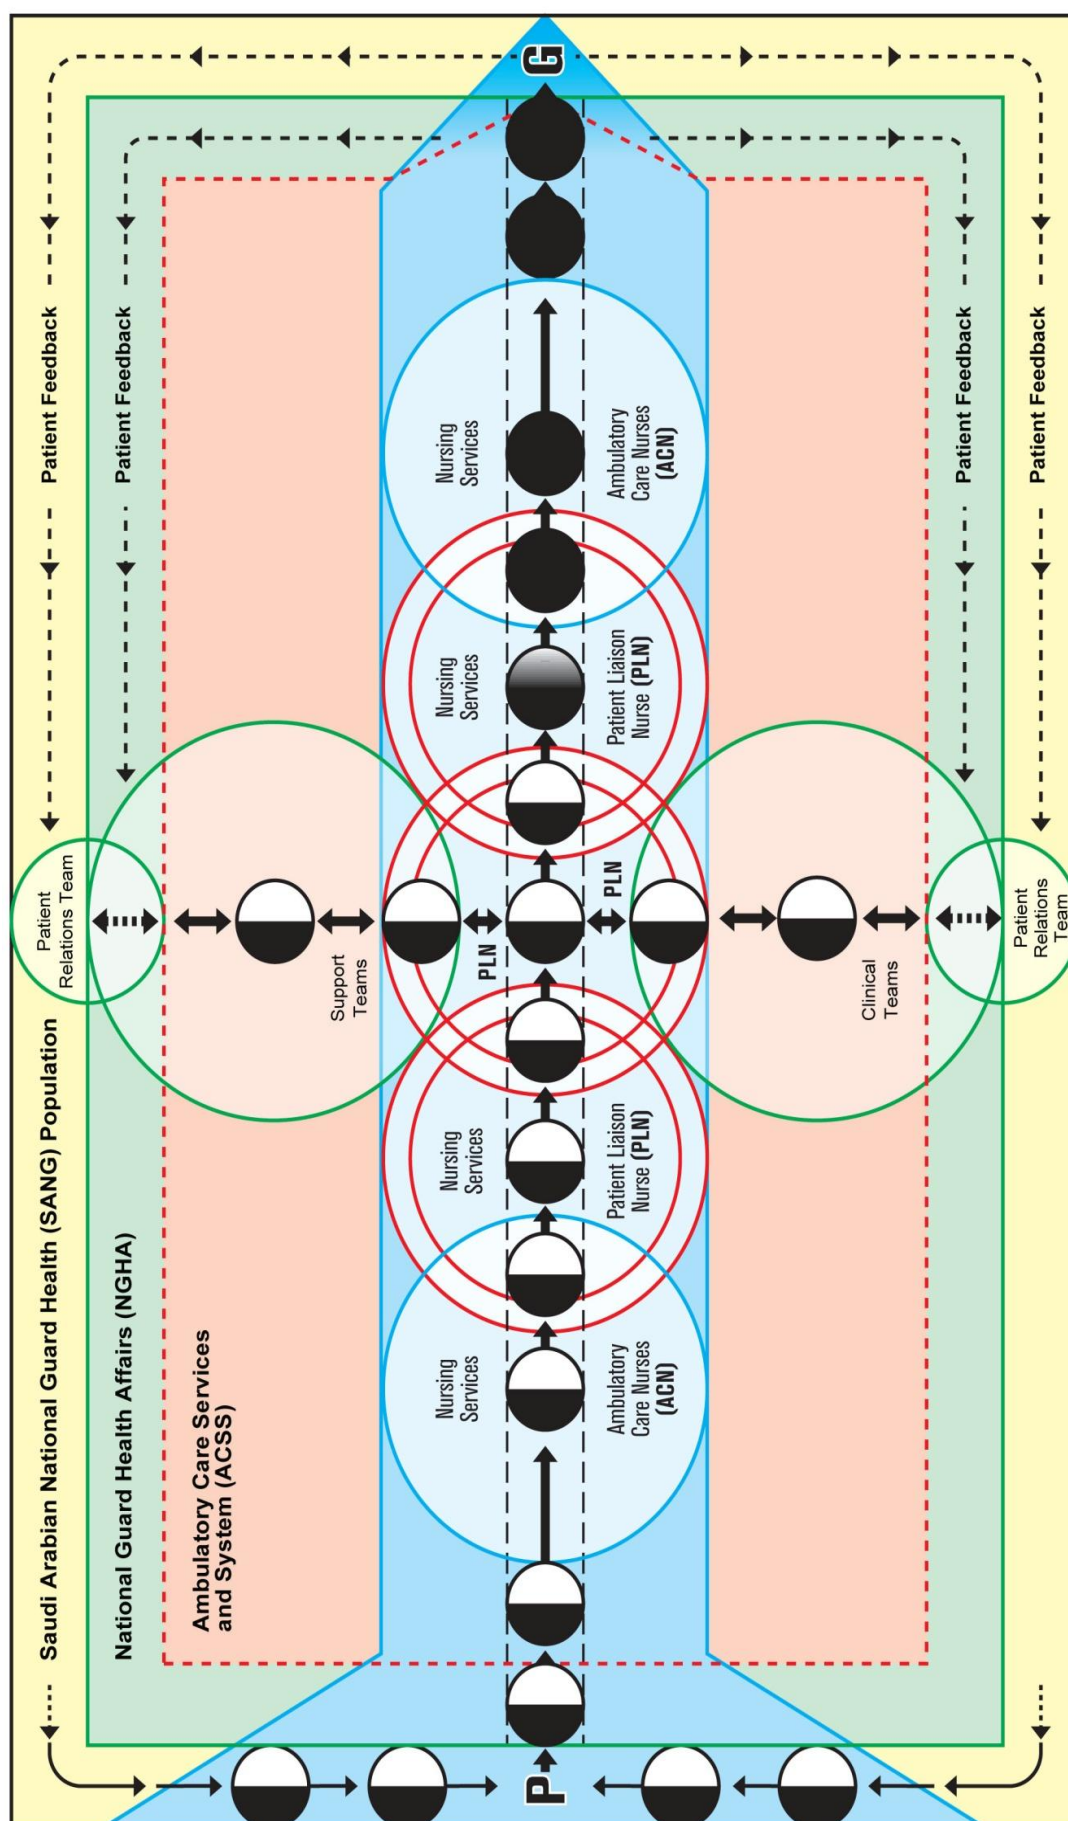 Saudi Arabian National Guard Health (SANG) Population
Patient Feedback
National Guard Health Affairs (NGHA)
Patient Feedback
Ambulatory Care Services
and System (ACSS)
Patient
Relations Team
Support
Teams
PLN
Nursing
Services
Nursing
Services
Nursing
Services
Nursing
Services
P
G
Ambulatory
Care Nurses
(ACN)
Patient Liaison
Nurse (PLN)
PLN
Patient Liaison
Nurse (PLN)
Ambulatory
Care Nurses
(ACN)
Clinical
Teams
Patient Feedback
Patient
Relations
Team
Patient Feedback